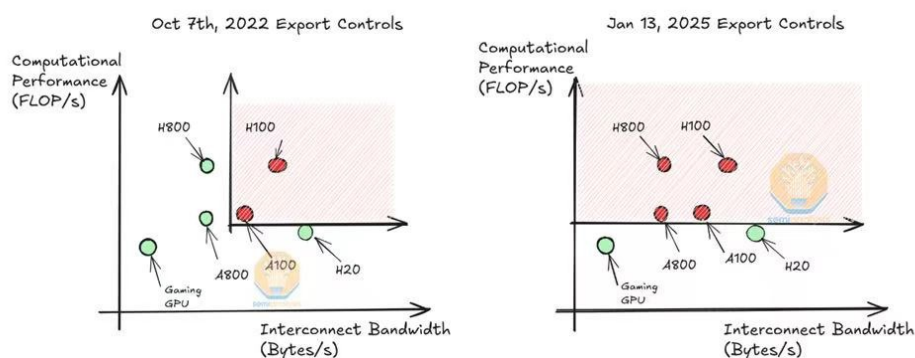 Oct 7th, 2022 Export Controls
Computational
Performance
(FLOP/s)
H800
H100
A800
A100
H20
Gaming
GPU
Interconnect Bandwidth
(Bytes/s)
Jan 13, 2025 Export Controls
Computational
Performance
(FLOP/s)
H800
H100
A800
A100
H20
Gaming
GPU
Interconnect Bandwidth
(Bytes/s)